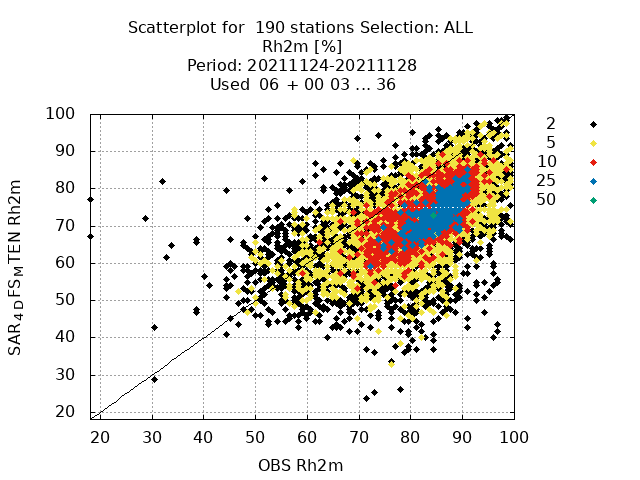 Scatterplot for 190 stations Selection: ALL
Rh2m [%]
Period: 20211124-20211128
Used 06 + 00 03 ... 36
100
90
80
70
60
50
40
30
20
SAR4DFSMTEN Rh2m
20 30 40 50 60 70 80 90 100
OBS Rh2m
2
5
10
25
50